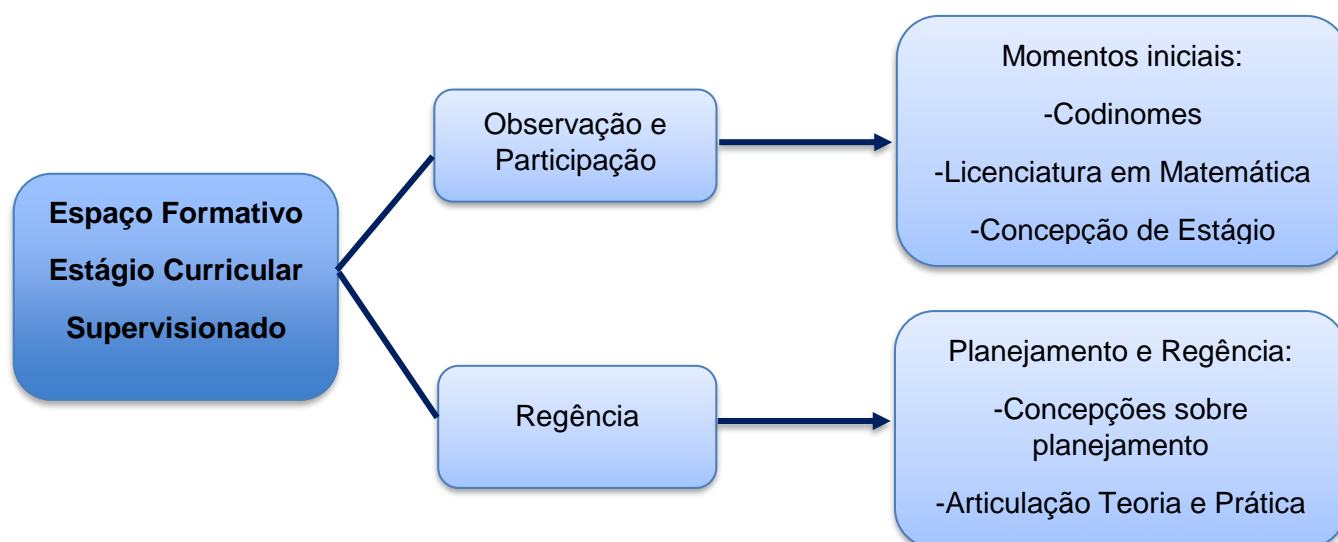 Espaço Formativo
Estágio Curricular
Supervisionado
Observação e
Participação
Momentos iniciais:
-Codinomes
-Licenciatura em Matemática
-Concepção de Estágio
Regência
Planejamento e Regência:
-Concepções sobre
planejamento
-Articulação Teoria e Prática